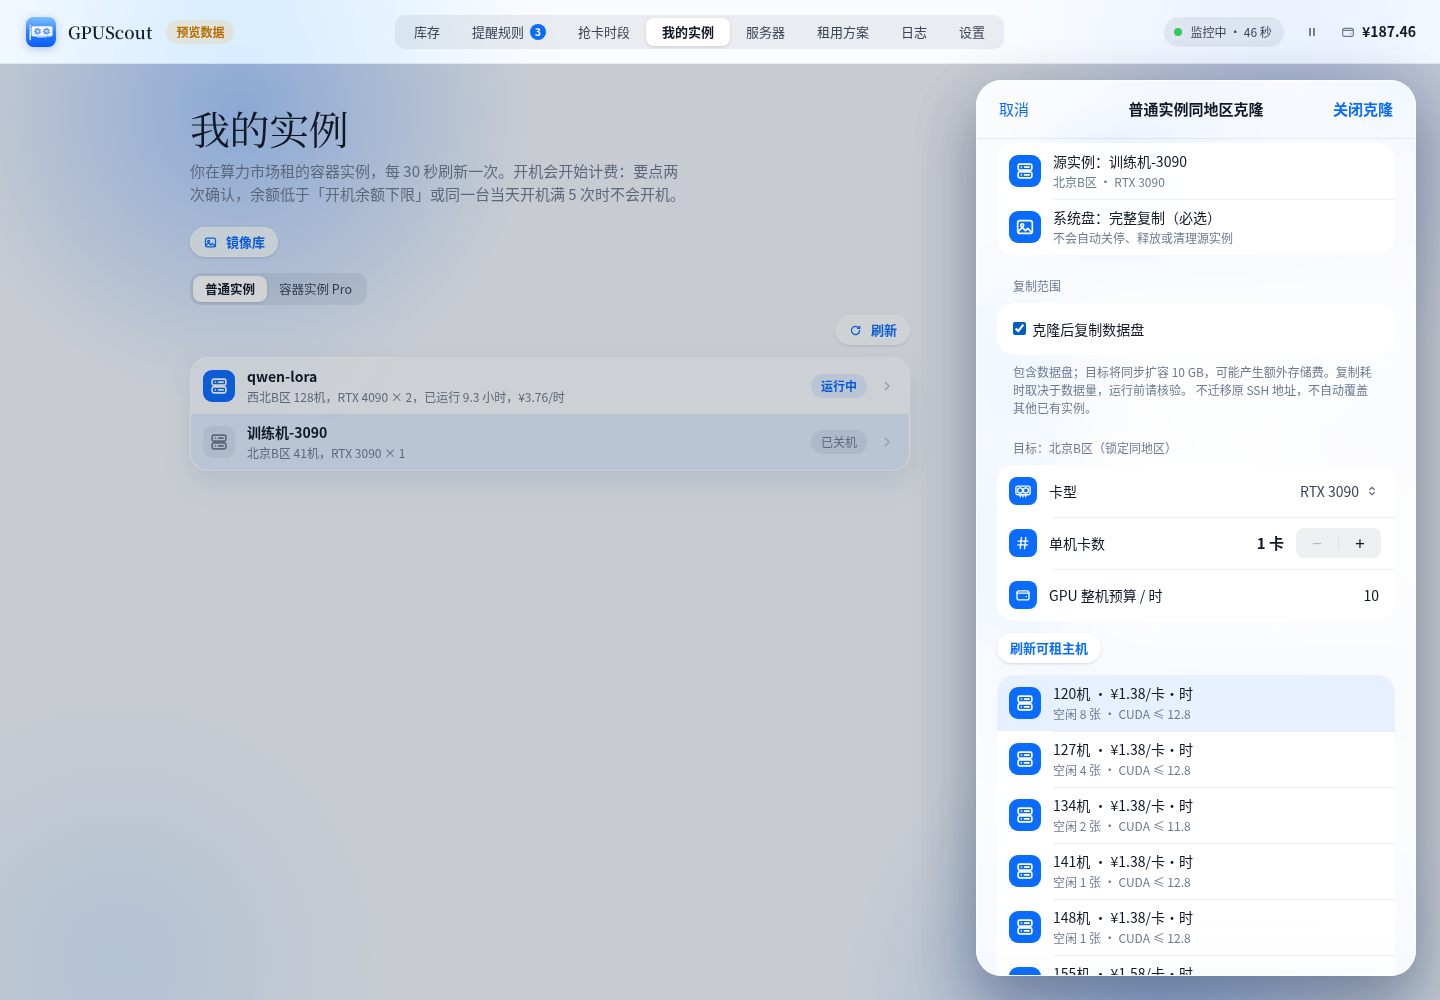 GPUScout
预览数据
库存
提醒规则 3
抢卡时段
我的实例
服务器
租用方案
日志
设置
监控中 · 46 秒
¥187.46
我的实例
你在算力市场租的容器实例，每 30 秒刷新一次。开机会开始计费：要点两
次确认，余额低于「开机余额下限」或同一台当天开机满 5 次时不会开机。
镜像库
普通实例
容器实例 Pro
刷新
qwen-lora
西北B区 128机，RTX 4090 × 2，已运行 9.3 小时，¥3.76/时
运行中
训练机-3090
北京B区 41机，RTX 3090 × 1
已关机
取消
普通实例同地区克隆
关闭克隆
源实例：训练机-3090
北京B区 · RTX 3090
系统盘：完整复制（必选）
不会自动关停、释放或清理源实例
复制范围
克隆后复制数据盘
包含数据盘；目标将同步扩容 10 GB，可能产生额外存储费。复制耗
时取决于数据量，运行前请核验。 不迁移原 SSH 地址，不自动覆盖
其他已有实例。
目标：北京B区（锁定同地区）
卡型
RTX 3090
单机卡数
1 卡
− +
GPU 整机预算 / 时
10
刷新可租主机
120机 · ¥1.38/卡·时
空闲 8 张 · CUDA ≤ 12.8
127机 · ¥1.38/卡·时
空闲 4 张 · CUDA ≤ 12.8
134机 · ¥1.38/卡·时
空闲 2 张 · CUDA ≤ 11.8
141机 · ¥1.38/卡·时
空闲 1 张 · CUDA ≤ 12.8
148机 · ¥1.38/卡·时
空闲 1 张 · CUDA ≤ 12.8
155机 · ¥1.58/卡·时